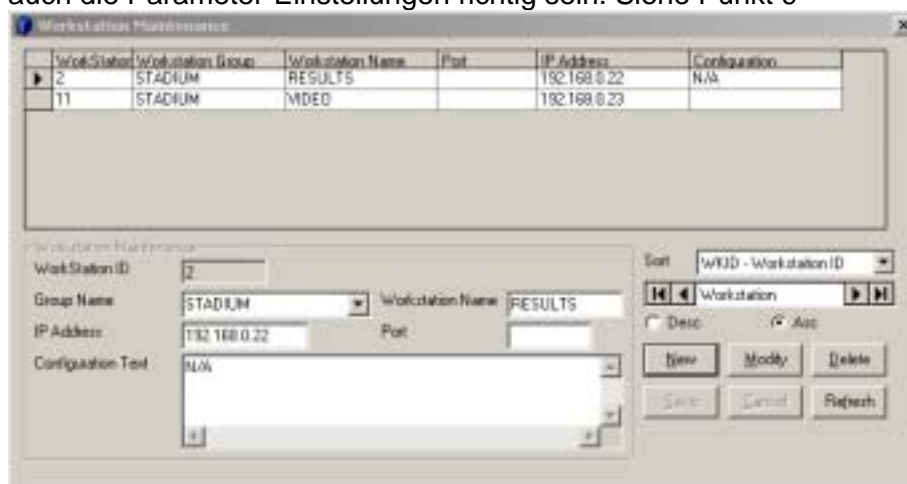 auch die Parameter-Einstellungen richtig sein. Siehe Punkt 6
Workstation Maintenance
WorkStation Workstation Group Workstation Name Port IP Address Configuration
2 STADIUM RESULTS 192.168.0.22 N/A
11 STADIUM VIDEO 192.168.0.23
Workstation Maintenance
WorkStation ID 2
Group Name STADIUM Workstation Name RESULTS
IP Address 192.168.0.22 Port
Configuration Text N/A
Sort WKID - Workstation ID
Workstation
Desc Asc
New Modify Delete
Save Cancel Refresh